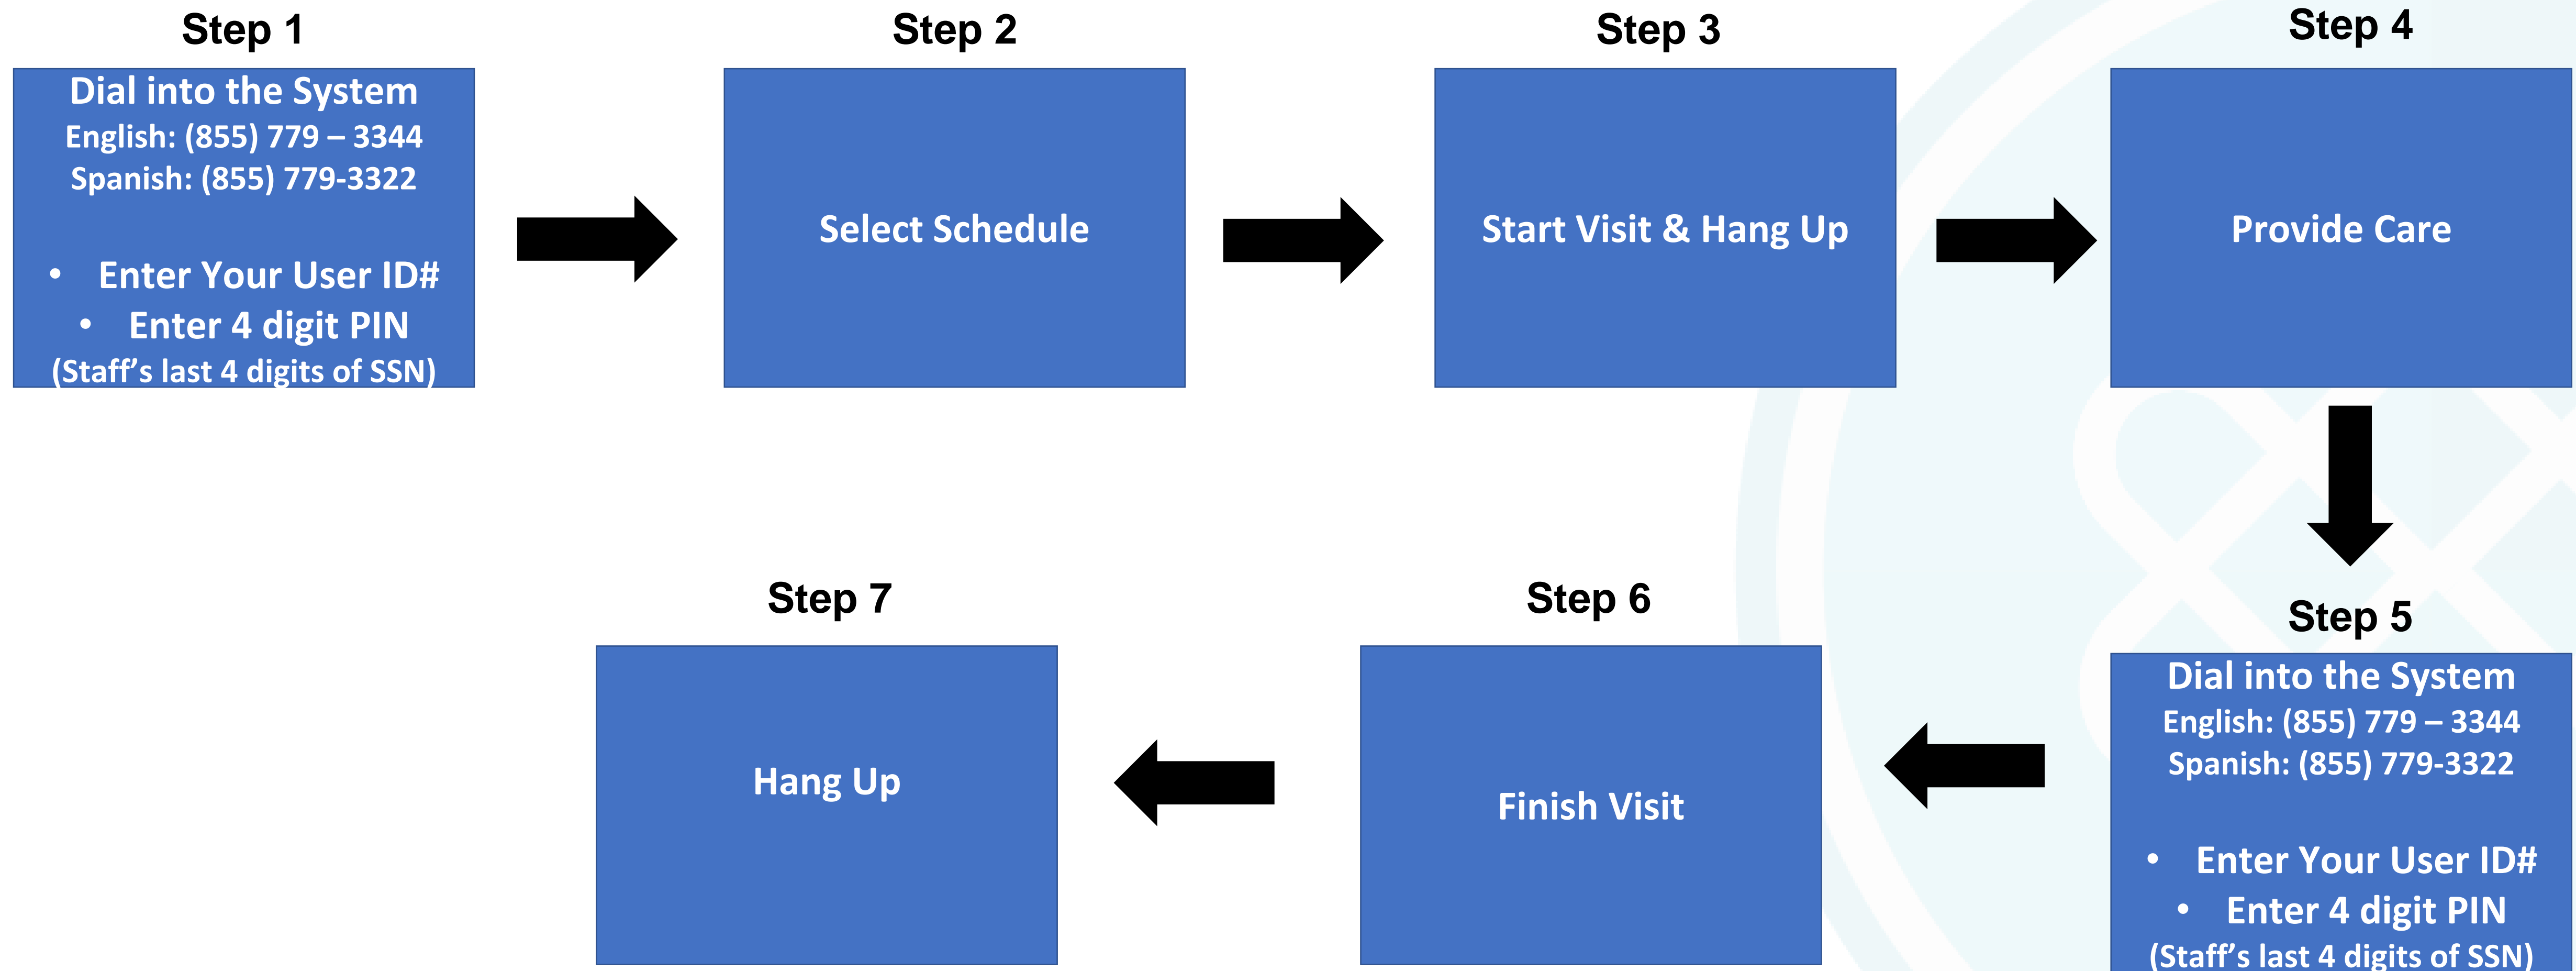 Step 1
Dial into the System
English: (855) 779 – 3344
Spanish: (855) 779-3322
• Enter Your User ID#
• Enter 4 digit PIN
(Staff’s last 4 digits of SSN)
Step 2
Select Schedule
Step 3
Start Visit & Hang Up
Step 4
Provide Care
Step 5
Dial into the System
English: (855) 779 – 3344
Spanish: (855) 779-3322
• Enter Your User ID#
• Enter 4 digit PIN
(Staff’s last 4 digits of SSN)
Step 6
Finish Visit
Step 7
Hang Up